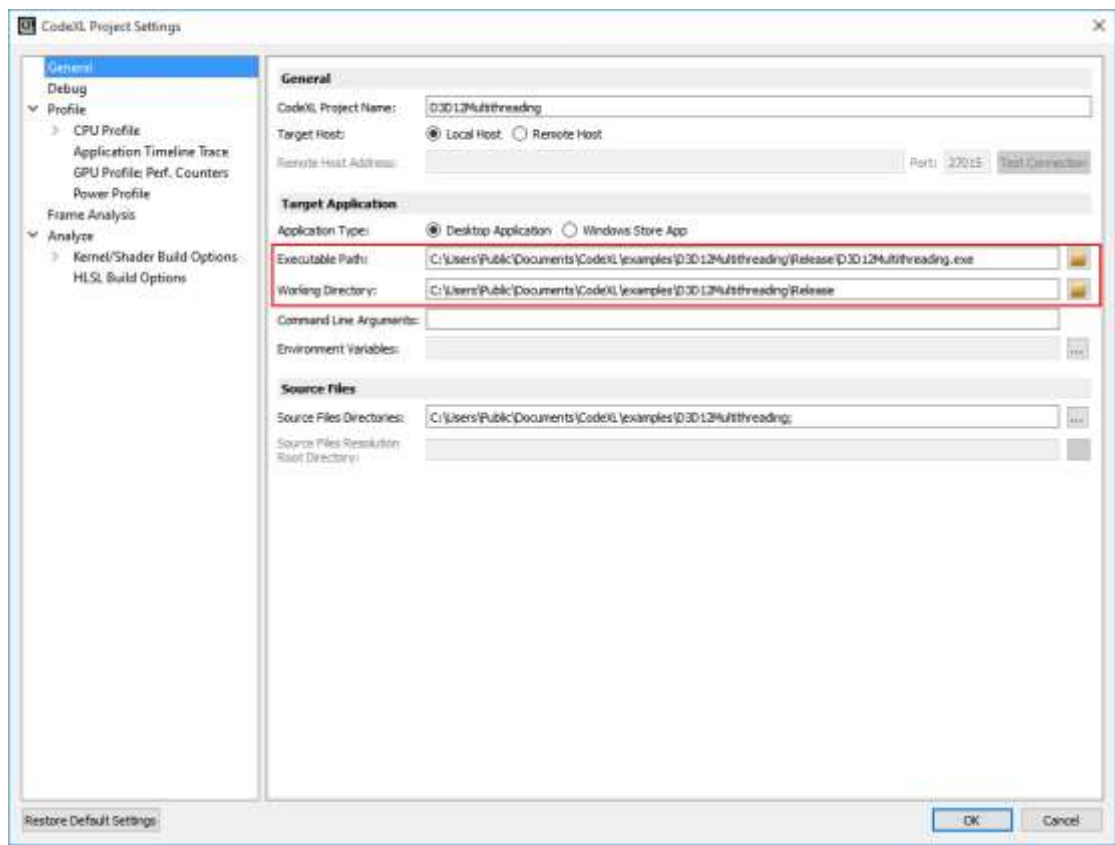 CodeXL Project Settings
General
Debug
Profile
CPU Profile
Application Timeline Trace
GPU Profile: Perf. Counters
Power Profile
Frame Analysis
Analyze
Kernel/Shader Build Options
HLSL Build Options
General
CodeXL Project Name: D3D12Multithreading
Target Host: Local Host Remote Host
Remote Host Address: Port: 27015 Test Connection
Target Application
Application Type: Desktop Application Windows Store App
Executable Path: C:\Users\Public\Documents\CodeXL\examples\D3D12Multithreading\Release\D3D12Multithreading.exe
Working Directory: C:\Users\Public\Documents\CodeXL\examples\D3D12Multithreading\Release
Command Line Arguments:
Environment Variables: ...
Source Files
Source Files Directories: C:\Users\Public\Documents\CodeXL\examples\D3D12Multithreading; ...
Source Files Resolution
Root Directory:
Restore Default Settings OK Cancel